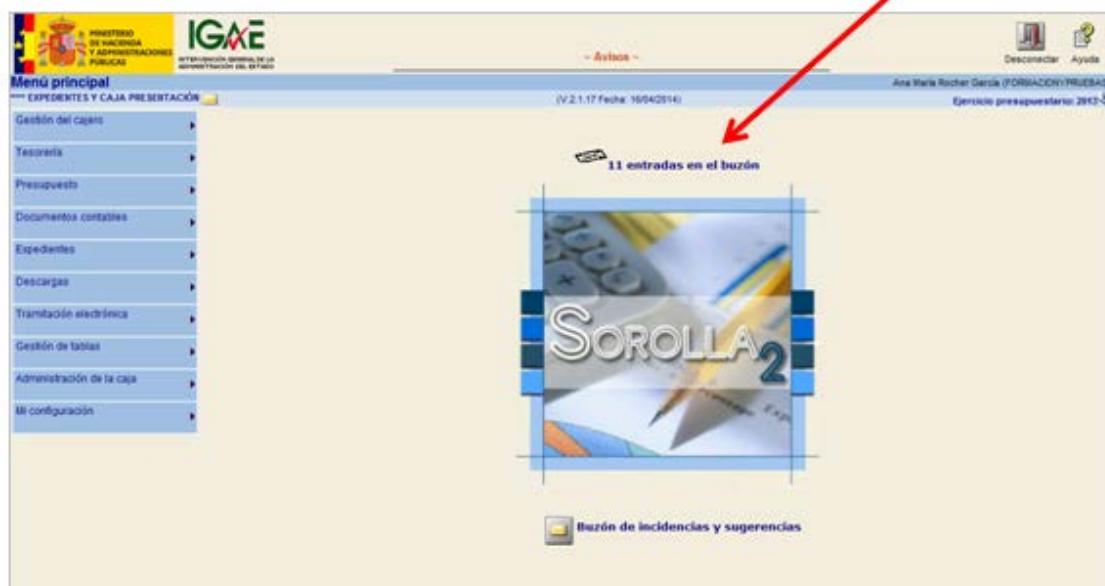 MINISTERIO
DE HACIENDA
Y ADMINISTRACIONES
PÚBLICAS
IGAE
INTERVENCIÓN GENERAL DE LA
ADMINISTRACIÓN DEL ESTADO
~ Avisos ~
Desconectar Ayuda
Menú principal
Ana María Rocher García (FORMACION/PRUEBAS
*** EXPEDIENTES Y CAJA PRESENTACIÓN
(V.2.1.17 Fecha: 16/04/2014)
Ejercicio presupuestario: 2013
Gestión del cajero
Tesorería
Presupuesto
Documentos contables
Expedientes
Descargas
Tramitación electrónica
Gestión de tablas
Administración de la caja
Mi configuración
11 entradas en el buzón
SOROLLA2
Buzón de incidencias y sugerencias